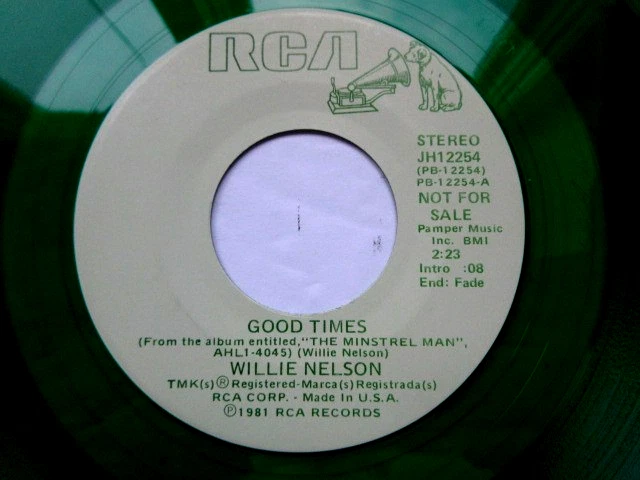 RCA
STEREO
JH12254
(PB-12254)
PB-12254-A
NOT FOR
SALE
Pamper Music
Inc. BMI
2:23
Intro :08
End: Fade
GOOD TIMES
(From the album entitled,"THE MINSTREL MAN",
AHL1-4045) (Willie Nelson)
WILLIE NELSON
TMK(s)®Registered-Marca(s)Registrada(s)
RCA CORP. - Made in U.S.A.
℗1981 RCA RECORDS